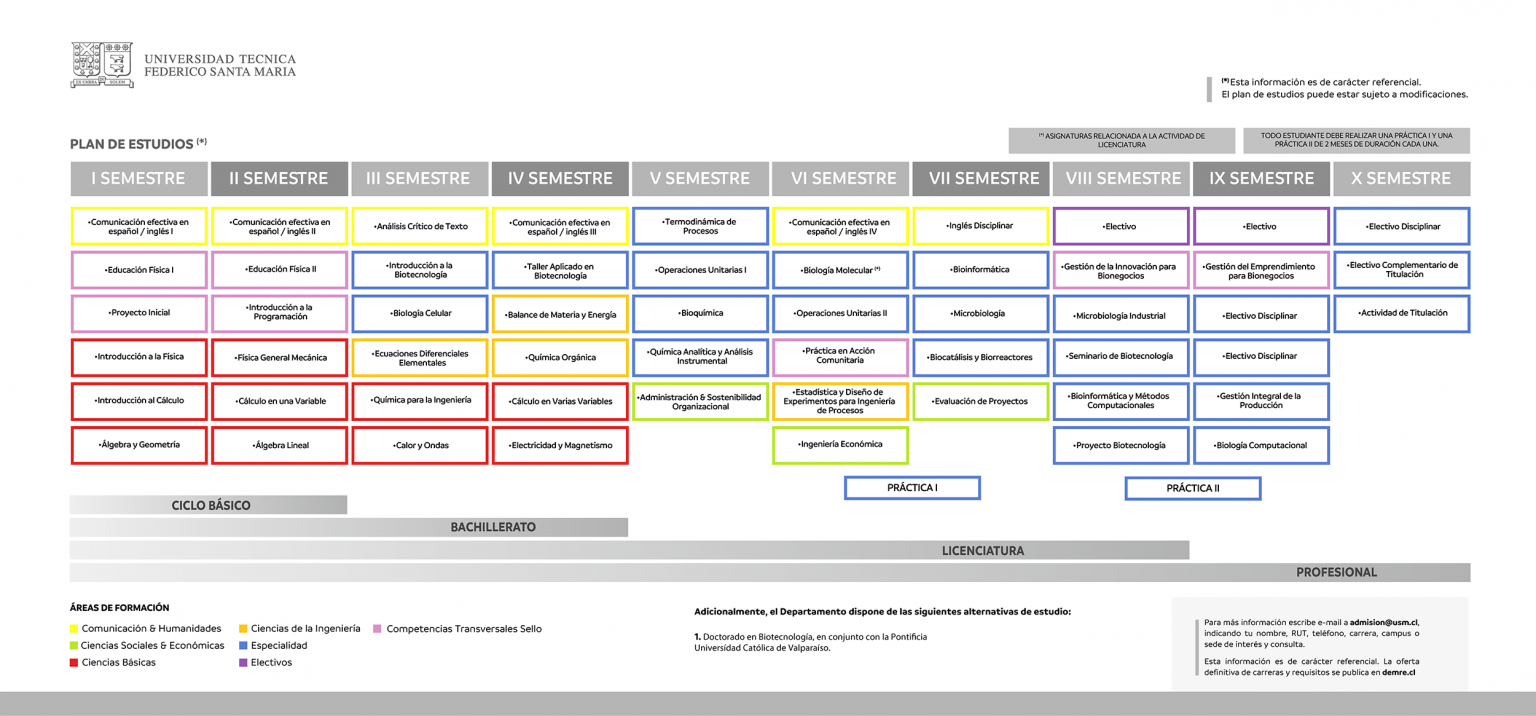 UNIVERSIDAD TECNICA
FEDERICO SANTA MARIA
EX UMBRA IN SOLEM
(*)Esta información es de carácter referencial.
El plan de estudios puede estar sujeto a modificaciones.
PLAN DE ESTUDIOS (*)
(*) ASIGNATURAS RELACIONADA A LA ACTIVIDAD DE
LICENCIATURA
TODO ESTUDIANTE DEBE REALIZAR UNA PRÁCTICA I Y UNA
PRÁCTICA II DE 2 MESES DE DURACIÓN CADA UNA.
I SEMESTRE
II SEMESTRE
III SEMESTRE
IV SEMESTRE
V SEMESTRE
VI SEMESTRE
VII SEMESTRE
VIII SEMESTRE
IX SEMESTRE
X SEMESTRE
•Comunicación efectiva en
español / inglés I
•Comunicación efectiva en
español / inglés II
•Análisis Crítico de Texto
•Comunicación efectiva en
español / inglés III
•Termodinámica de
Procesos
•Comunicación efectiva en
español / inglés IV
•Inglés Disciplinar
•Electivo
•Electivo
•Electivo Disciplinar
•Educación Física I
•Educación Física II
•Introducción a la
Biotecnología
•Taller Aplicado en
Biotecnología
•Operaciones Unitarias I
•Biología Molecular (*)
•Bioinformática
•Gestión de la Innovación para
Bionegocios
•Gestión del Emprendimiento
para Bionegocios
•Electivo Complementario de
Titulación
•Proyecto Inicial
•Introducción a la
Programación
•Biología Celular
•Balance de Materia y Energía
•Bioquímica
•Operaciones Unitarias II
•Microbiología
•Microbiología Industrial
•Electivo Disciplinar
•Actividad de Titulación
•Introducción a la Física
•Física General Mecánica
•Ecuaciones Diferenciales
Elementales
•Química Orgánica
•Química Analítica y Análisis
Instrumental
•Práctica en Acción
Comunitaria
•Biocatálisis y Biorreactores
•Seminario de Biotecnología
•Electivo Disciplinar
•Introducción al Cálculo
•Cálculo en una Variable
•Química para la Ingeniería
•Cálculo en Varias Variables
•Administración & Sostenibilidad
Organizacional
•Estadística y Diseño de
Experimentos para Ingeniería
de Procesos
•Evaluación de Proyectos
•Bioinformática y Métodos
Computacionales
•Gestión Integral de la
Producción
•Álgebra y Geometría
•Álgebra Lineal
•Calor y Ondas
•Electricidad y Magnetismo
•Ingeniería Económica
•Proyecto Biotecnología
•Biología Computacional
PRÁCTICA I
PRÁCTICA II
CICLO BÁSICO
BACHILLERATO
LICENCIATURA
PROFESIONAL
ÁREAS DE FORMACIÓN
Comunicación & Humanidades
Ciencias Sociales & Económicas
Ciencias Básicas
Ciencias de la Ingeniería
Especialidad
Electivos
Competencias Transversales Sello
Adicionalmente, el Departamento dispone de las siguientes alternativas de estudio:
1. Doctorado en Biotecnología, en conjunto con la Pontificia
Universidad Católica de Valparaíso.
Para más información escribe e-mail a admision@usm.cl,
indicando tu nombre, RUT, teléfono, carrera, campus o
sede de interés y consulta.
Esta información es de carácter referencial. La oferta
definitiva de carreras y requisitos se publica en demre.cl